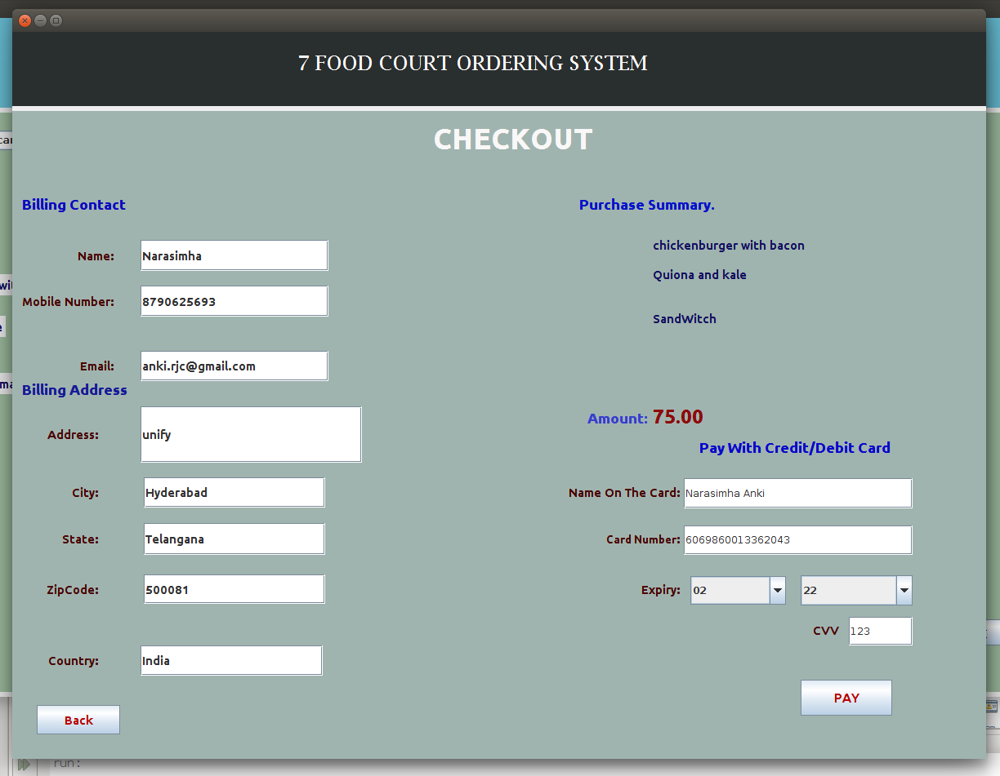 7 FOOD COURT ORDERING SYSTEM
CHECKOUT
Billing Contact
Name: Narasimha
Mobile Number: 8790625693
Email: anki.rjc@gmail.com
Billing Address
Address: unify
City: Hyderabad
State: Telangana
ZipCode: 500081
Country: India
Back
Purchase Summary.
chickenburger with bacon
Quiona and kale
SandWitch
Amount: 75.00
Pay With Credit/Debit Card
Name On The Card: Narasimha Anki
Card Number: 6069860013362043
Expiry: 02 22
CVV 123
PAY
run: